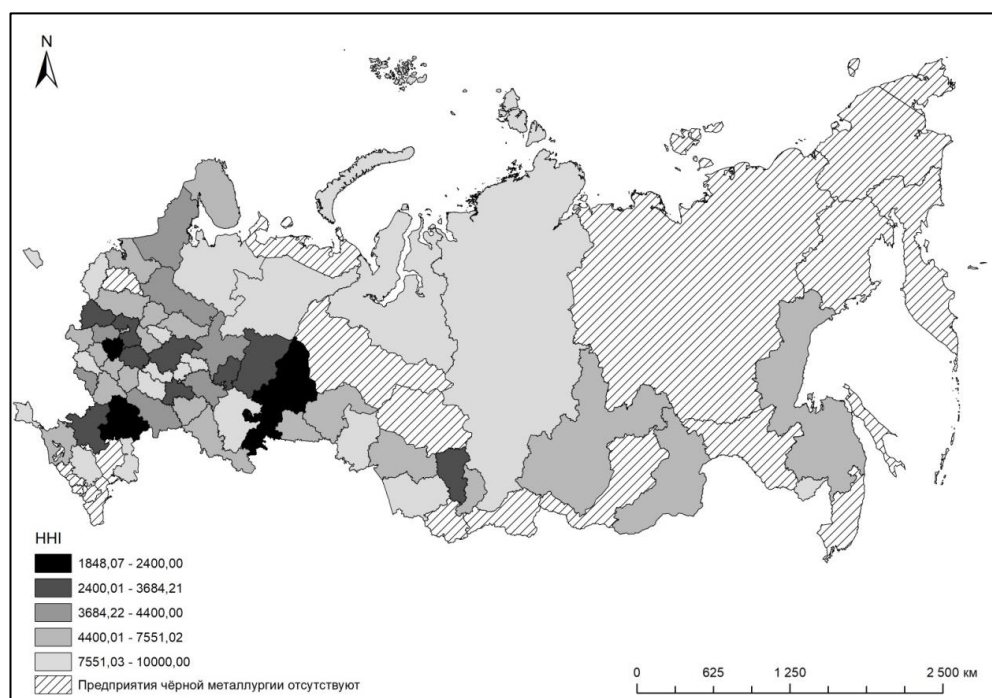 N
HHI
1848,07 - 2400,00
2400,01 - 3684,21
3684,22 - 4400,00
4400,01 - 7551,02
7551,03 - 10000,00
Предприятия чёрной металлургии отсутствуют
0 625 1 250 2 500 км